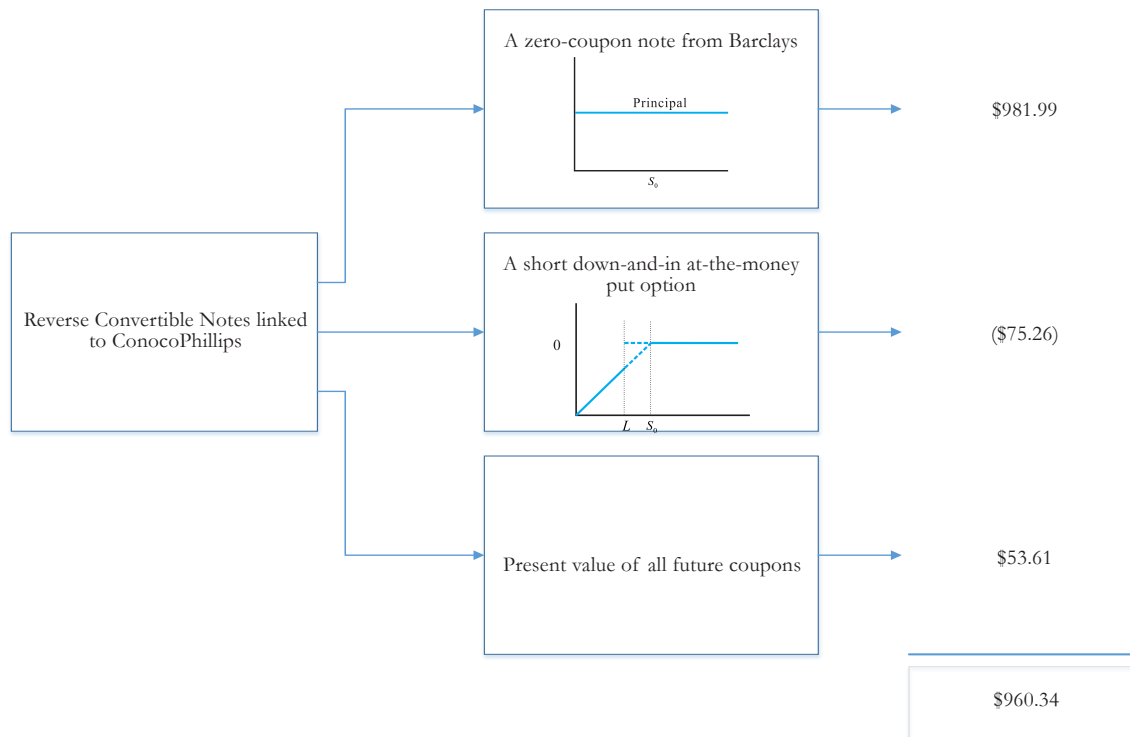 A zero-coupon note from Barclays
Principal
S₀
$981.99
Reverse Convertible Notes linked
to ConocoPhillips
A short down-and-in at-the-money
put option
0
L S₀
($75.26)
Present value of all future coupons
$53.61
$960.34